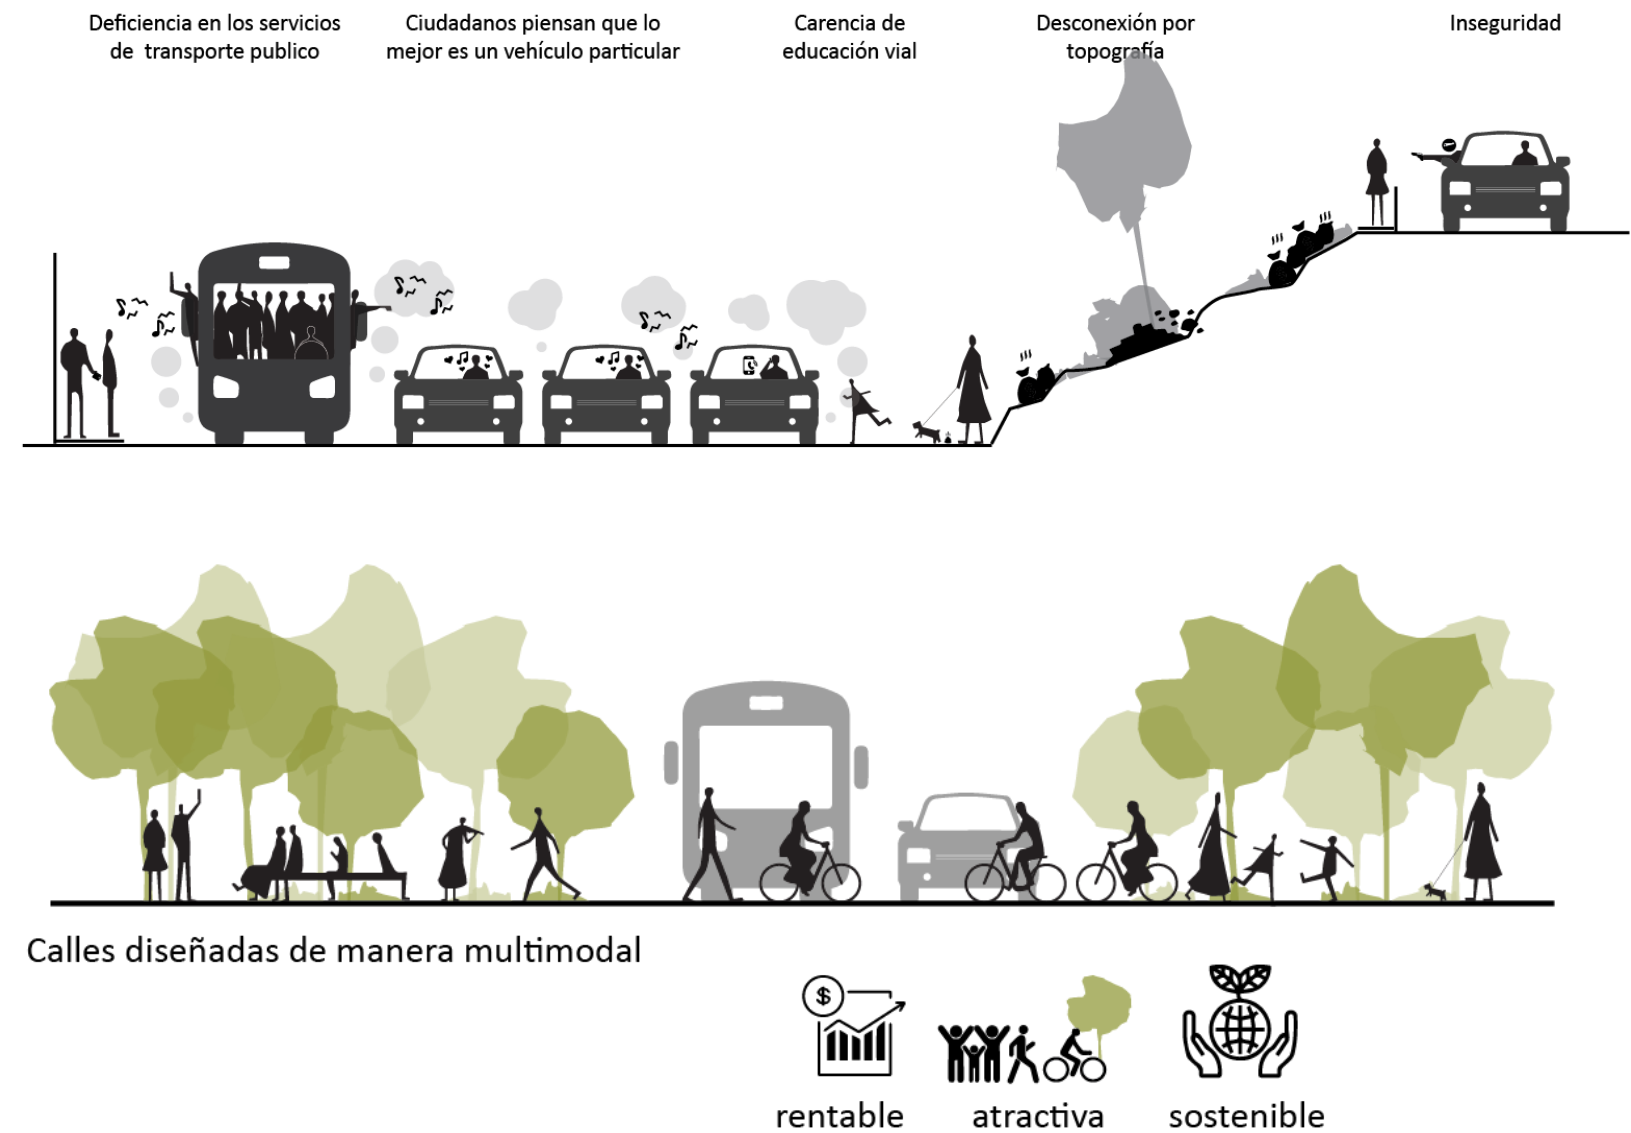 Deficiencia en los servicios
de transporte publico
Ciudadanos piensan que lo
mejor es un vehículo particular
Carencia de
educación vial
Desconexión por
topografía
Inseguridad
Calles diseñadas de manera multimodal
$
rentable
atractiva
sostenible